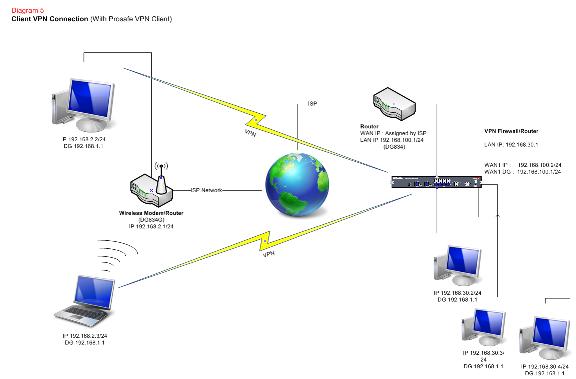 Diagram 5
Client VPN Connection (With Prosafe VPN Client)
ISP
IP 192.168.2.2/24
DG 192.168.1.1
VPN
Router
WAN IP : Assigned by ISP
LAN IP 192.168.100.1/24
(DG834)
VPN Firewall/Router
LAN IP: 192.168.30.1
WAN1 IP : 192.168.100.2/24
WAN1 DG : 192.168.100.1/24
ISP Network
Wireless Modem/Router
(DG834G)
IP 192.168.2.1/24
VPN
IP 192.168.2.3/24
DG 192.168.1.1
IP 192.168.30.2/24
DG 192.168.1.1
IP 192.168.30.3/
24
DG 192.168.1.1
IP 192.168.30.4/24
DG 192.168.1.1